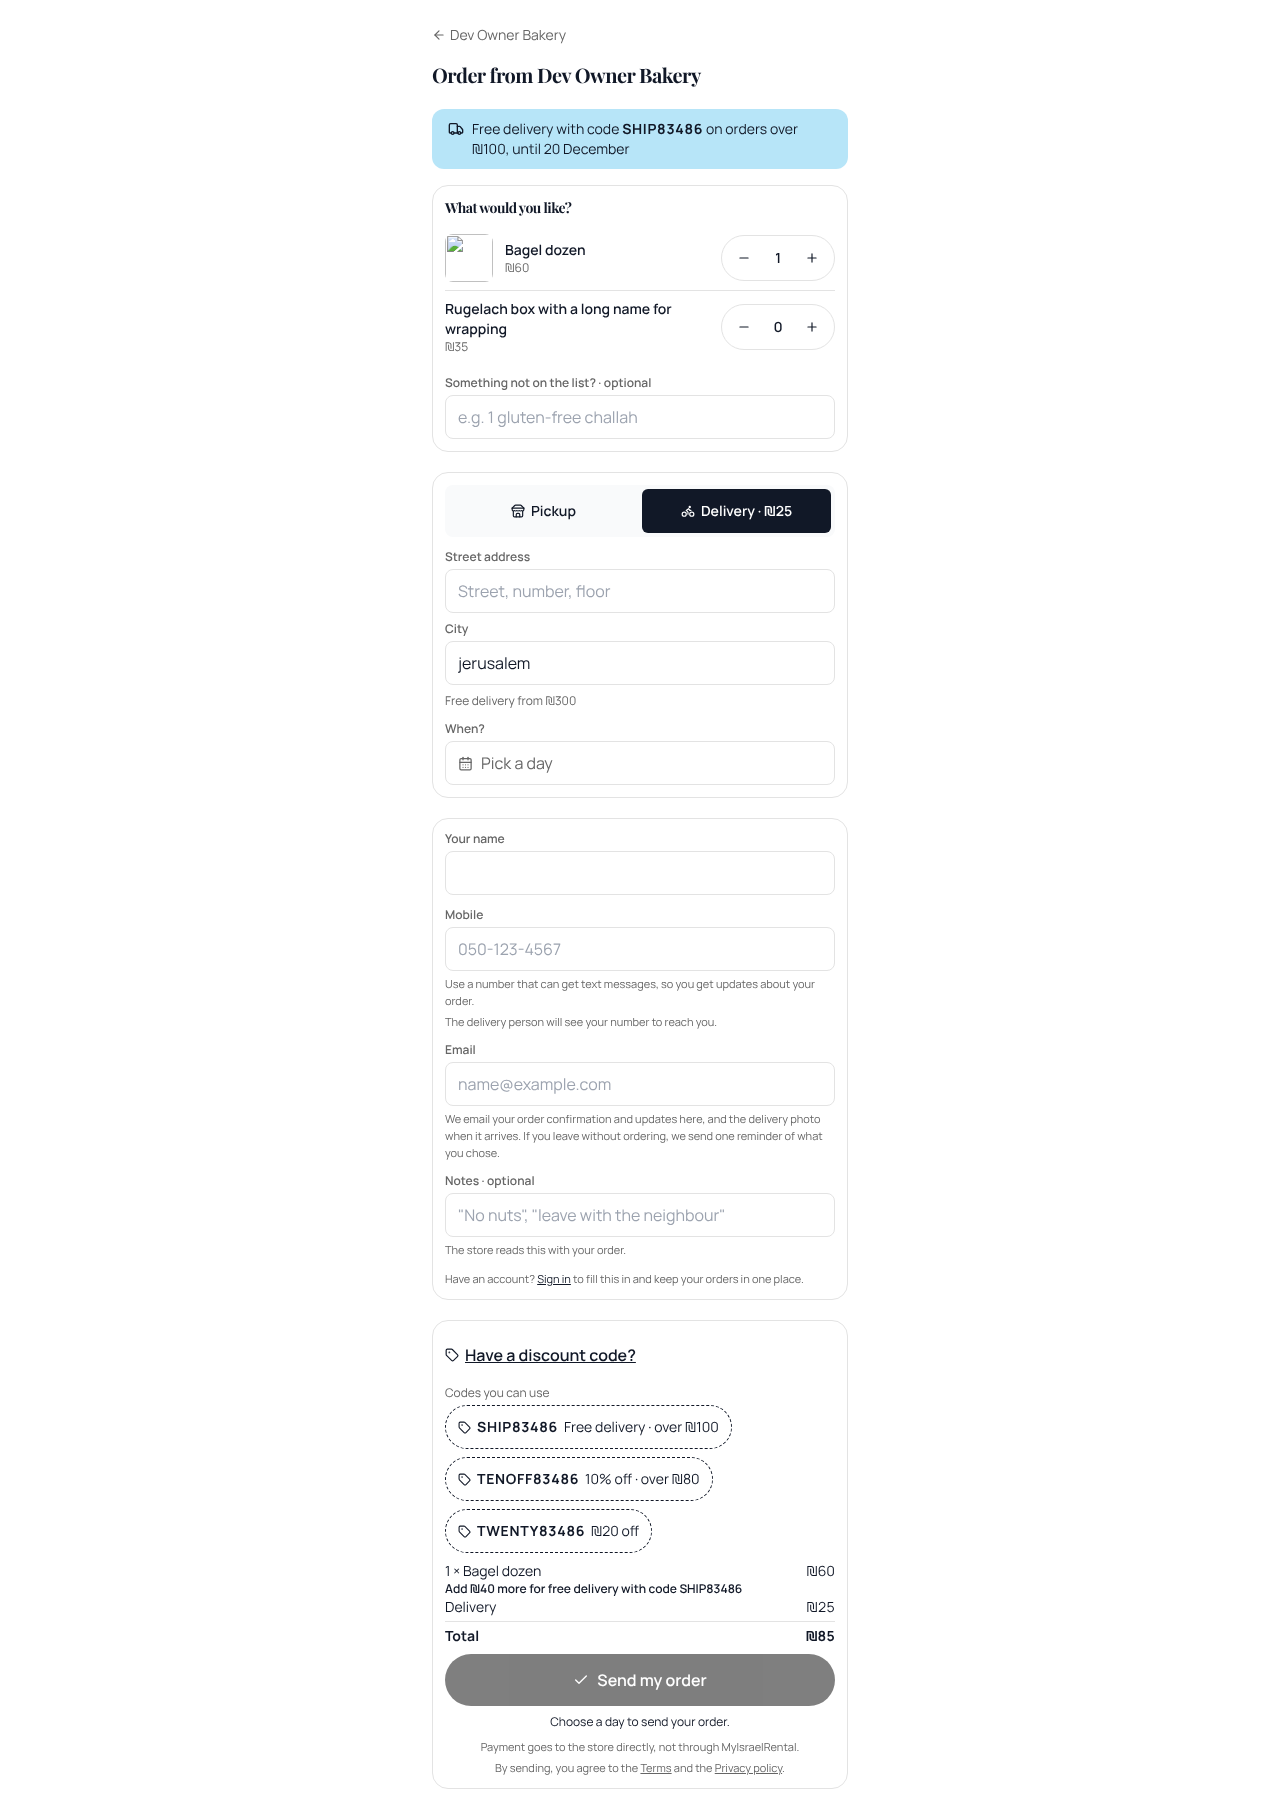 Dev Owner Bakery
Order from Dev Owner Bakery
Free delivery with code SHIP83486 on orders over
₪100, until 20 December
What would you like?
Bagel dozen
₪60
1
Rugelach box with a long name for
wrapping
₪35
0
Something not on the list? · optional
e.g. 1 gluten-free challah
Pickup
Delivery · ₪25
Street address
Street, number, floor
City
jerusalem
Free delivery from ₪300
When?
Pick a day
Your name
Mobile
050-123-4567
Use a number that can get text messages, so you get updates about your
order.
The delivery person will see your number to reach you.
Email
name@example.com
We email your order confirmation and updates here, and the delivery photo
when it arrives. If you leave without ordering, we send one reminder of what
you chose.
Notes · optional
"No nuts", "leave with the neighbour"
The store reads this with your order.
Have an account? Sign in to fill this in and keep your orders in one place.
Have a discount code?
Codes you can use
SHIP83486 Free delivery · over ₪100
TENOFF83486 10% off · over ₪80
TWENTY83486 ₪20 off
1 × Bagel dozen ₪60
Add ₪40 more for free delivery with code SHIP83486
Delivery ₪25
Total ₪85
Send my order
Choose a day to send your order.
Payment goes to the store directly, not through MyIsraelRental.
By sending, you agree to the Terms and the Privacy policy.